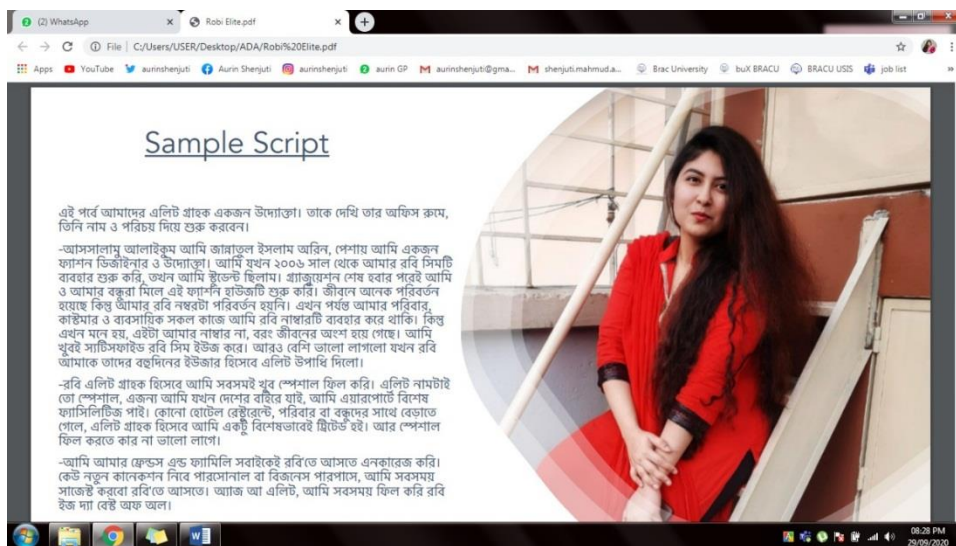 (2) WhatsApp
Robi Elite.pdf
File | C:/Users/USER/Desktop/ADA/Robi%20Elite.pdf
Apps YouTube aurinshenjuti Aurin Shenjuti aurinshenjuti aurin GP aurinshenjuti@gma... shenjuti.mahmud.a... Brac University buX BRACU BRACU USIS job list
Sample Script
এই পর্বে আমাদের এলিট গ্রাহক একজন উদ্যোক্তা। তাকে দেখি তার অফিস রুমে,
তিনি নাম ও পরিচয় দিয়ে শুরু করবেন।
-আসসালামু আলাইকুম আমি জান্নাতুল ইসলাম অরিন, পেশায় আমি একজন
ফ্যাশন ডিজাইনার ও উদ্যোক্তা। আমি যখন ২০০৬ সাল থেকে আমার রবি সিমটি
ব্যবহার শুরু করি, তখন আমি স্টুডেন্ট ছিলাম। গ্র্যাজুয়েশন শেষ হবার পরেই আমি
ও আমার বন্ধুরা মিলে এই ফ্যাশন হাউজটি শুরু করি। জীবনে অনেক পরিবর্তন
হয়েছে কিন্তু আমার রবি নম্বরটা পরিবর্তন হয়নি। এখন পর্যন্ত আমার পরিবার,
কাস্টমার ও ব্যবসায়িক সকল কাজে আমি রবি নাম্বারটি ব্যবহার করে থাকি। কিন্তু
এখন মনে হয়, এইটা আমার নাম্বার না, বরং জীবনের অংশ হয়ে গেছে। আমি
খুবই স্যটিসফাইড রবি সিম ইউজ করে। আরও বেশি ভালো লাগলো যখন রবি
আমাকে তাদের বহুদিনের ইউজার হিসেবে এলিট উপাধি দিলো।
-রবি এলিট গ্রাহক হিসেবে আমি সবসমই খুব স্পেশাল ফিল করি। এলিট নামটাই
তো স্পেশাল, এজন্য আমি যখন দেশের বাইরে যাই, আমি এয়ারপোর্টে বিশেষ
ফ্যাসিলিটিজ পাই। কোনো হোটেল রেস্টুরেন্টে, পরিবার বা বন্ধুদের সাথে বেড়াতে
গেলে, এলিট গ্রাহক হিসেবে আমি একটু বিশেষভাবেই ট্রিটেড হই। আর স্পেশাল
ফিল করতে কার না ভালো লাগে।
-আমি আমার ফ্রেন্ডস এন্ড ফ্যামিলি সবাইকেই রবি'তে আসতে এনকারেজ করি।
কেউ নতুন কানেকশন নিবে পারসোনাল বা বিজনেস পারপাসে, আমি সবসময়
সাজেস্ট করবো রবি'তে আসতে। অ্যাজ আ এলিট, আমি সবসময় ফিল করি রবি
ইজ দ্যা বেস্ট অফ অল।
08:28 PM
29/09/2020